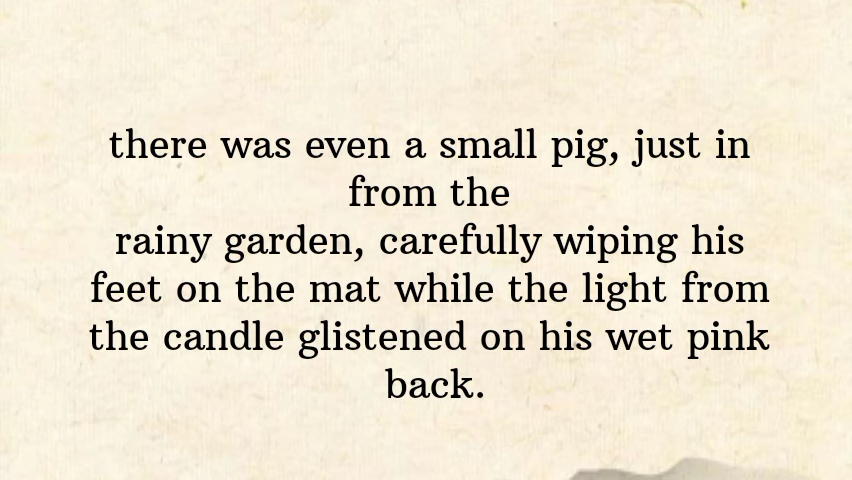 there was even a small pig, just in
from the
rainy garden, carefully wiping his
feet on the mat while the light from
the candle glistened on his wet pink
back.